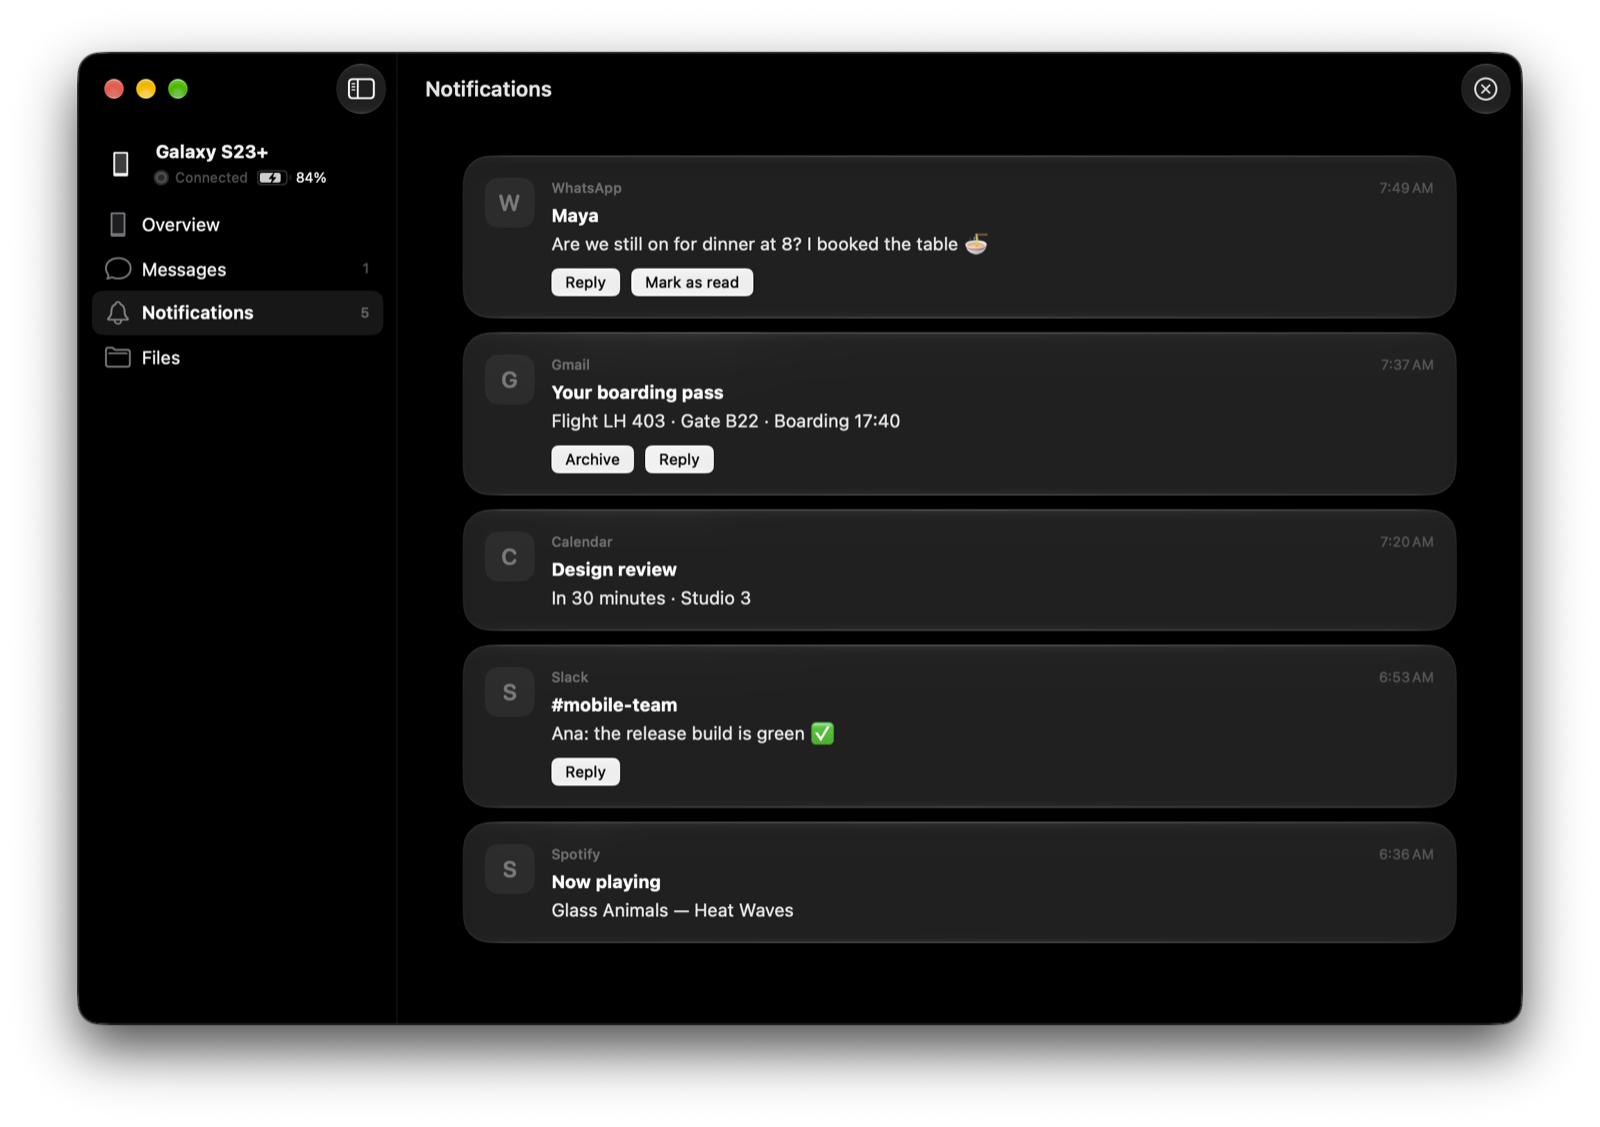 Notifications
Galaxy S23+
Connected 84%
Overview
Messages 1
Notifications 5
Files
W
WhatsApp 7:49 AM
Maya
Are we still on for dinner at 8? I booked the table 🍜
Reply Mark as read
G
Gmail 7:37 AM
Your boarding pass
Flight LH 403 · Gate B22 · Boarding 17:40
Archive Reply
C
Calendar 7:20 AM
Design review
In 30 minutes · Studio 3
S
Slack 6:53 AM
#mobile-team
Ana: the release build is green ✅
Reply
S
Spotify 6:36 AM
Now playing
Glass Animals — Heat Waves